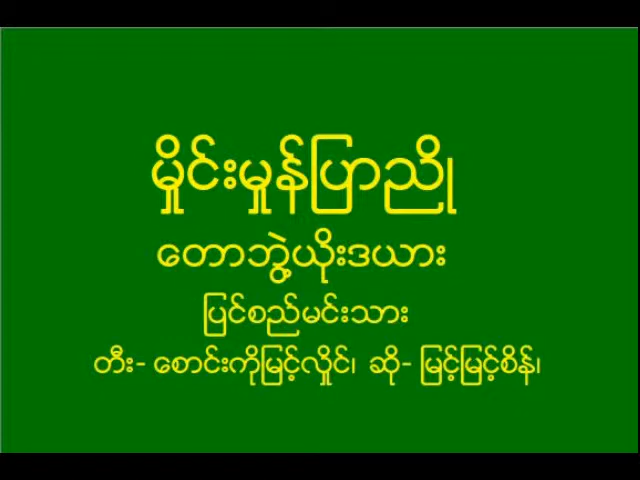 မှိုင်းမှုန်ပြာညို
တောဘွဲ့ယိုးဒယား
ပြင်စည်မင်းသား
တီး- စောင်းကိုမြင့်လှိုင်၊ ဆို- မြင့်မြင့်စိန်၊